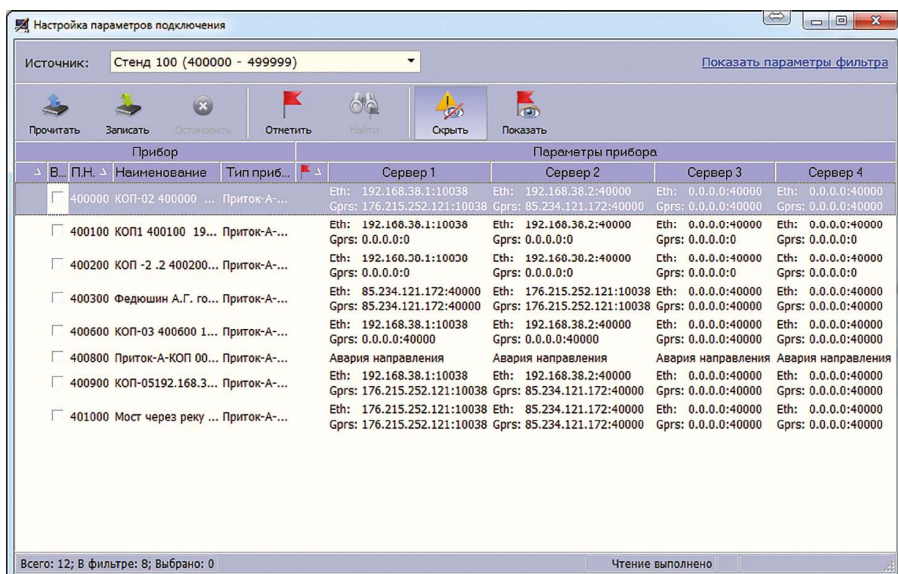 Настройка параметров подключения
Источник: Стенд 100 (400000 - 499999) Показать параметры фильтра
Прочитать Записать Остановить Отметить Найти Скрыть Показать
Прибор Параметры прибора
В... П.Н. Наименование Тип приб... Сервер 1 Сервер 2 Сервер 3 Сервер 4
400000 КОП-02 400000 ... Приток-А-... Eth: 192.168.38.1:10038 Eth: 192.168.38.2:40000 Eth: 0.0.0.0:40000 Eth: 0.0.0.0:40000
Gprs: 176.215.252.121:10038 Gprs: 85.234.121.172:40000 Gprs: 0.0.0.0:40000 Gprs: 0.0.0.0:40000
400100 КОП1 400100 19... Приток-А-... Eth: 192.168.38.1:10038 Eth: 192.168.38.2:40000 Eth: 0.0.0.0:40000 Eth: 0.0.0.0:40000
Gprs: 0.0.0.0:0 Gprs: 0.0.0.0:0 Gprs: 0.0.0.0:0 Gprs: 0.0.0.0:0
400200 КОП -2 .2 400200... Приток-А-... Eth: 192.168.38.1:10038 Eth: 192.168.38.2:40000 Eth: 0.0.0.0:40000 Eth: 0.0.0.0:40000
Gprs: 0.0.0.0:0 Gprs: 0.0.0.0:0 Gprs: 0.0.0.0:0 Gprs: 0.0.0.0:0
400300 Федюшин А.Г. го... Приток-А-... Eth: 85.234.121.172:40000 Eth: 176.215.252.121:10038 Eth: 0.0.0.0:40000 Eth: 0.0.0.0:40000
Gprs: 85.234.121.172:40000 Gprs: 176.215.252.121:10038 Gprs: 0.0.0.0:40000 Gprs: 0.0.0.0:40000
400600 КОП-03 400600 1... Приток-А-... Eth: 192.168.38.1:10038 Eth: 192.168.38.2:40000 Eth: 0.0.0.0:40000 Eth: 0.0.0.0:40000
Gprs: 0.0.0.0:40000 Gprs: 0.0.0.0:40000 Gprs: 0.0.0.0:40000 Gprs: 0.0.0.0:40000
400800 Приток-А-КОП 00... Приток-А-... Авария направления Авария направления Авария направления Авария направления
400900 КОП-05192.168.3... Приток-А-... Eth: 192.168.38.1:10038 Eth: 192.168.38.2:40000 Eth: 0.0.0.0:40000 Eth: 0.0.0.0:40000
Gprs: 176.215.252.121:10038 Gprs: 85.234.121.172:40000 Gprs: 0.0.0.0:40000 Gprs: 0.0.0.0:40000
401000 Мост через реку ... Приток-А-... Eth: 176.215.252.121:10038 Eth: 85.234.121.172:40000 Eth: 0.0.0.0:40000 Eth: 0.0.0.0:40000
Gprs: 176.215.252.121:10038 Gprs: 85.234.121.172:40000 Gprs: 0.0.0.0:40000 Gprs: 0.0.0.0:40000
Всего: 12; В фильтре: 8; Выбрано: 0 Чтение выполнено